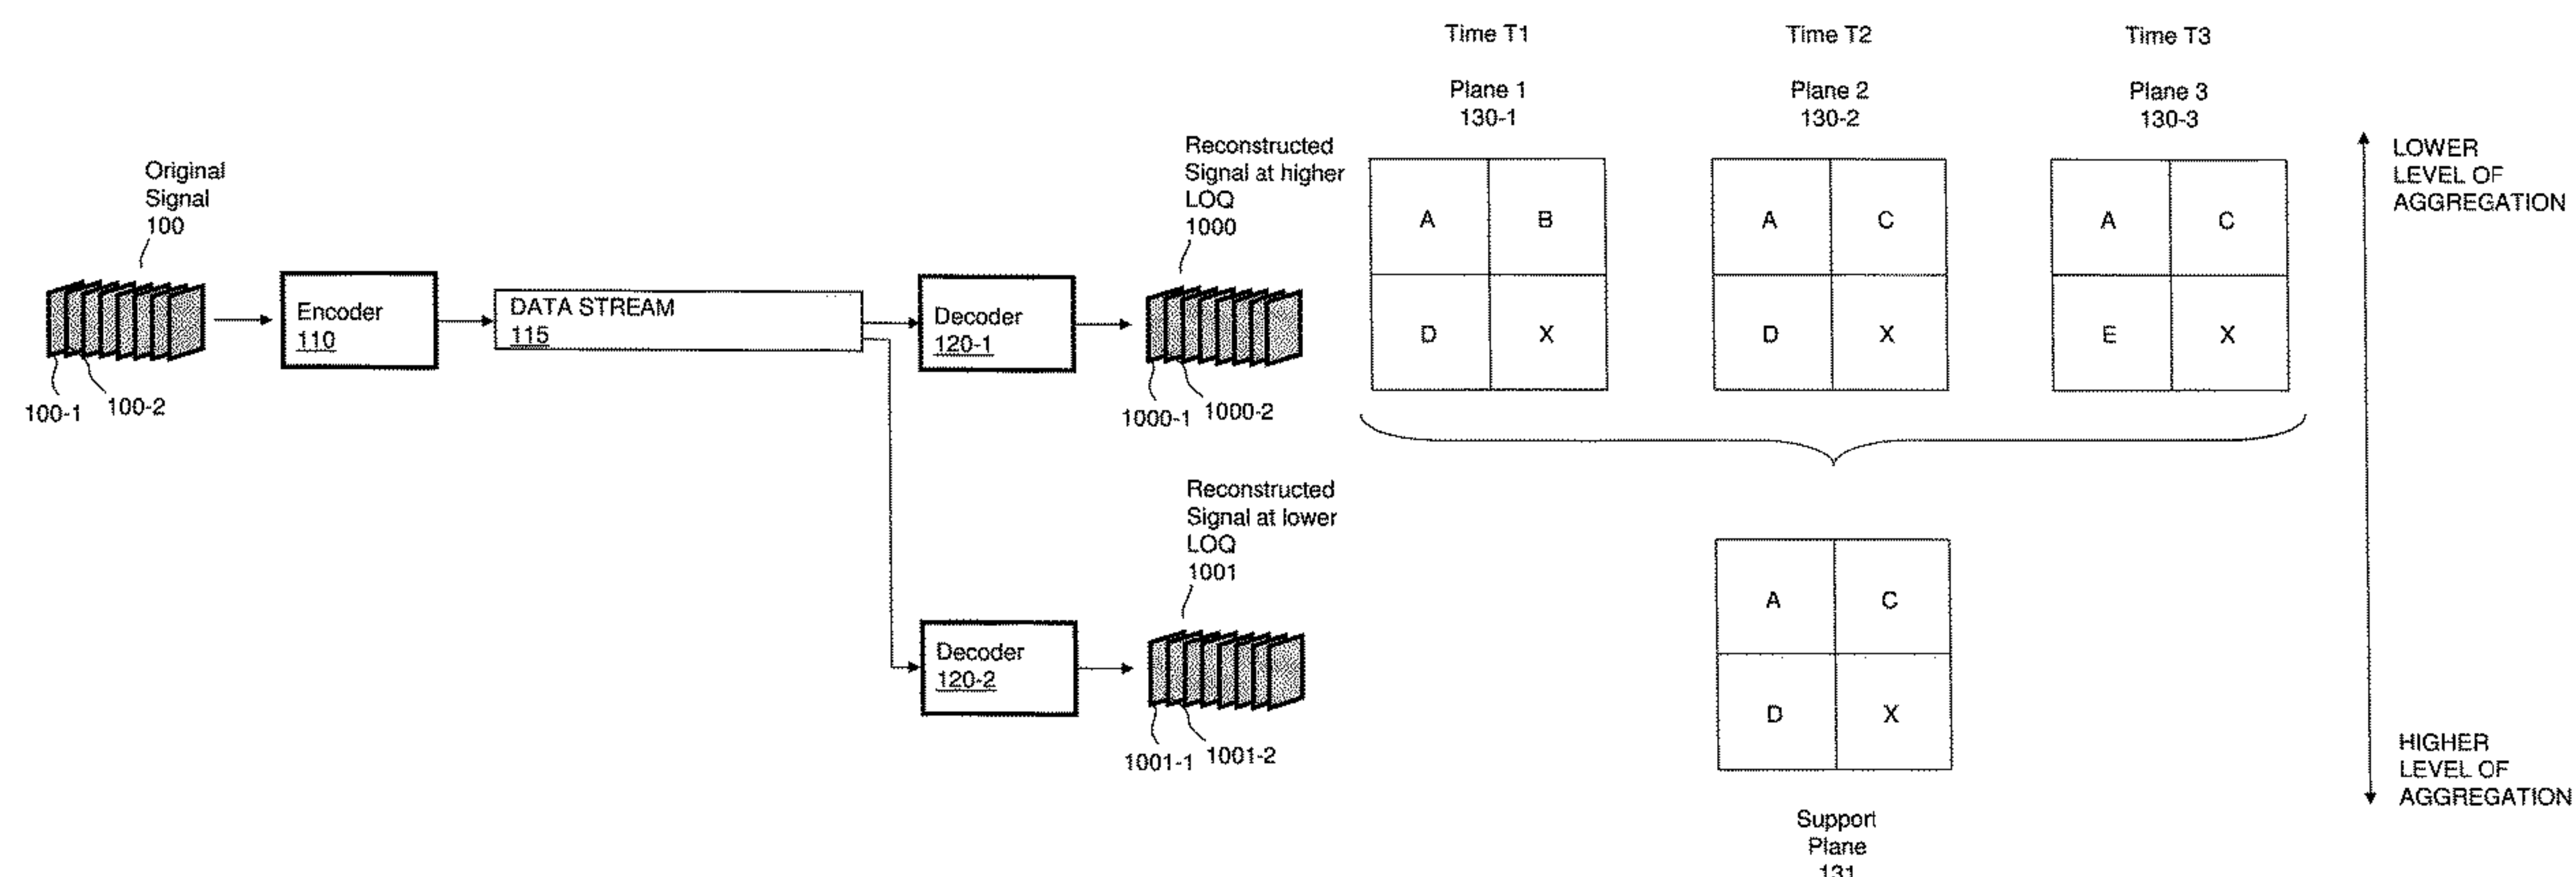 Original
Signal
100
100-1
100-2
Encoder
110
DATA STREAM
115
Decoder
120-1
Reconstructed
Signal at higher
LOQ
1000
1000-1
1000-2
Decoder
120-2
Reconstructed
Signal at lower
LOQ
1001
1001-1
1001-2
Time T1
Plane 1
130-1
A B
D X
Time T2
Plane 2
130-2
A C
D X
Time T3
Plane 3
130-3
A C
E X
A C
D X
Support
Plane
131
LOWER
LEVEL OF
AGGREGATION
HIGHER
LEVEL OF
AGGREGATION